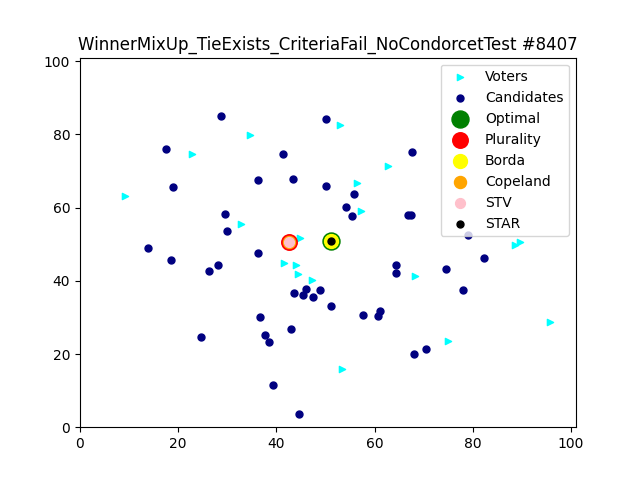 WinnerMixUp_TieExists_CriteriaFail_NoCondorcetTest #8407
100
80
60
40
20
0
0 20 40 60 80 100
Voters
Candidates
Optimal
Plurality
Borda
Copeland
STV
STAR